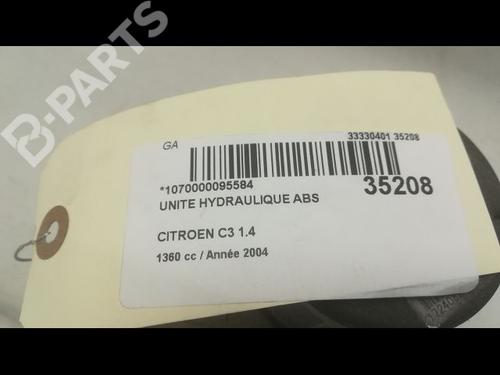 B-PARTS
GA
33330401 35208
*1070000095584
35208
UNITE HYDRAULIQUE ABS
CITROEN C3 1.4
1360 cc / Année 2004